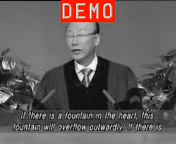 DEMO
If there is a fountain in the heart, this
fountain will overflow outwardly. If there is